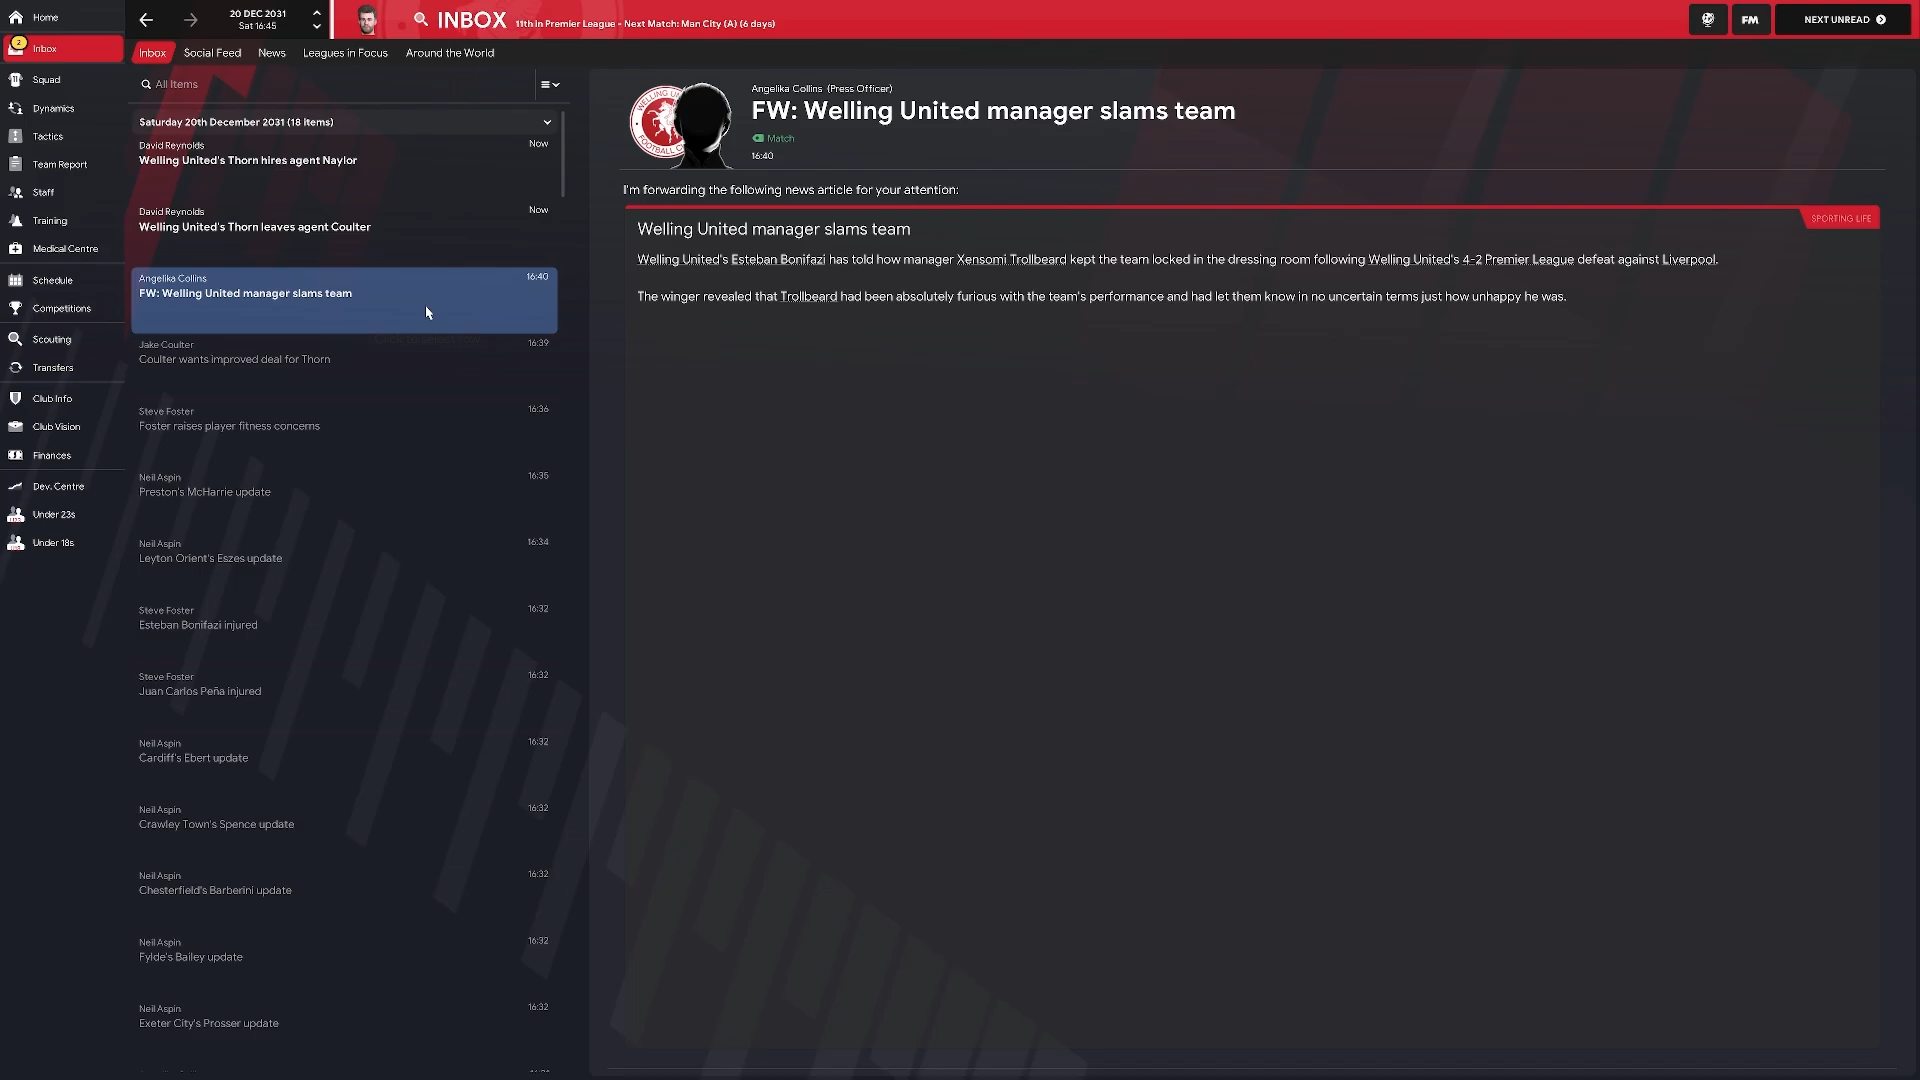 Home
2
Inbox
Squad
Dynamics
Tactics
Team Report
Staff
Training
Medical Centre
Schedule
Competitions
Scouting
Transfers
Club Info
Club Vision
Finances
Dev. Centre
Under 23s
Under 18s
20 DEC 2031
Sat 16:45
INBOX
11th in Premier League - Next Match: Man City (A) (6 days)
FM
NEXT UNREAD
Inbox
Social Feed
News
Leagues in Focus
Around the World
All Items
Saturday 20th December 2031 (18 items)
David Reynolds
Now
Welling United's Thorn hires agent Naylor
David Reynolds
Now
Welling United's Thorn leaves agent Coulter
Angelika Collins
16:40
FW: Welling United manager slams team
Jake Coulter
16:39
Coulter wants improved deal for Thorn
Steve Foster
16:36
Foster raises player fitness concerns
Neil Aspin
16:35
Preston's McHarrie update
Neil Aspin
16:34
Leyton Orient's Eszes update
Steve Foster
16:32
Esteban Bonifazi injured
Steve Foster
16:32
Juan Carlos Peña injured
Neil Aspin
16:32
Cardiff's Ebert update
Neil Aspin
16:32
Crawley Town's Spence update
Neil Aspin
16:32
Chesterfield's Barberini update
Neil Aspin
16:32
Fylde's Bailey update
Neil Aspin
16:32
Exeter City's Prosser update
Angelika Collins (Press Officer)
FW: Welling United manager slams team
Match
16:40
I'm forwarding the following news article for your attention:
SPORTING LIFE
Welling United manager slams team
Welling United's Esteban Bonifazi has told how manager Xensomi Trollbeard kept the team locked in the dressing room following Welling United's 4-2 Premier League defeat against Liverpool.
The winger revealed that Trollbeard had been absolutely furious with the team's performance and had let them know in no uncertain terms just how unhappy he was.